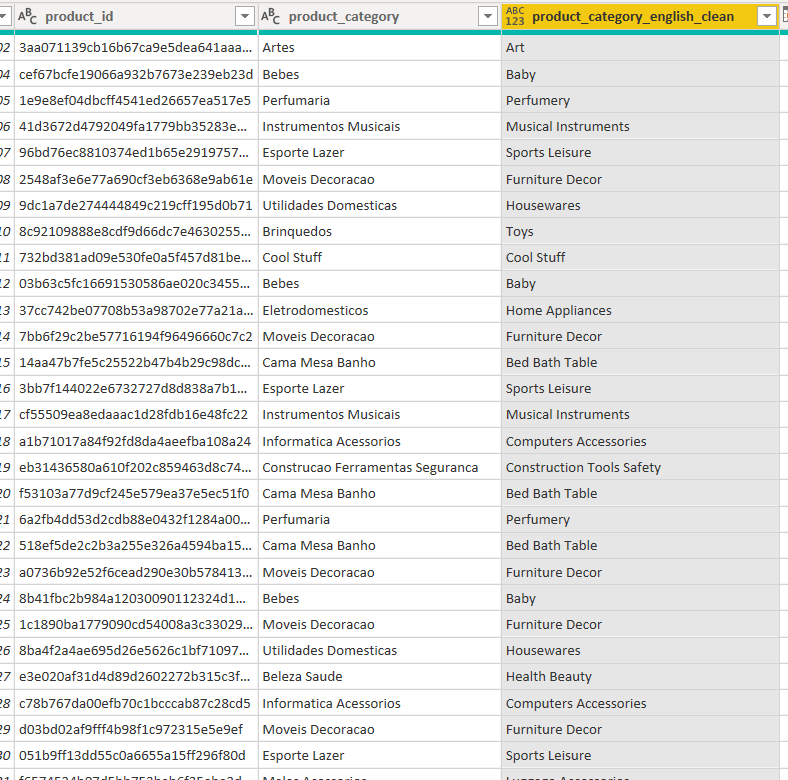 ABC product_id ABC product_category ABC 123 product_category_english_clean
02 3aa071139cb16b67ca9e5dea641aaa... Artes Art
04 cef67bcfe19066a932b7673e239eb23d Bebes Baby
05 1e9e8ef04dbcff4541ed26657ea517e5 Perfumaria Perfumery
06 41d3672d4792049fa1779bb35283e... Instrumentos Musicais Musical Instruments
07 96bd76ec8810374ed1b65e2919757... Esporte Lazer Sports Leisure
08 2548af3e6e77a690cf3eb6368e9ab61e Moveis Decoracao Furniture Decor
09 9dc1a7de274444849c219cff195d0b71 Utilidades Domesticas Housewares
10 8c92109888e8cdf9d66dc7e4630255... Brinquedos Toys
11 732bd381ad09e530fe0a5f457d81be... Cool Stuff Cool Stuff
12 03b63c5fc16691530586ae020c3455... Bebes Baby
13 37cc742be07708b53a98702e77a21a... Eletrodomesticos Home Appliances
14 7bb6f29c2be57716194f96496660c7c2 Moveis Decoracao Furniture Decor
15 14aa47b7fe5c25522b47b4b29c98dc... Cama Mesa Banho Bed Bath Table
16 3bb7f144022e6732727d8d838a7b1... Esporte Lazer Sports Leisure
17 cf55509ea8edaaac1d28fdb16e48fc22 Instrumentos Musicais Musical Instruments
18 a1b71017a84f92fd8da4aeefba108a24 Informatica Acessorios Computers Accessories
19 eb31436580a610f202c859463d8c74... Construcao Ferramentas Seguranca Construction Tools Safety
20 f53103a77d9cf245e579ea37e5ec51f0 Cama Mesa Banho Bed Bath Table
21 6a2fb4dd53d2cdb88e0432f1284a00... Perfumaria Perfumery
22 518ef5de2c2b3a255e326a4594ba15... Cama Mesa Banho Bed Bath Table
23 a0736b92e52f6cead290e30b578413... Moveis Decoracao Furniture Decor
24 8b41fbc2b984a12030090112324d1... Bebes Baby
25 1c1890ba1779090cd54008a3c33029... Moveis Decoracao Furniture Decor
26 8ba4f2a4ae695d26e5626c1bf71097... Utilidades Domesticas Housewares
27 e3e020af31d4d89d2602272b315c3f... Beleza Saude Health Beauty
28 c78b767da00efb70c1bcccab87c28cd5 Informatica Acessorios Computers Accessories
29 d03bd02af9fff4b98f1c972315e5e9ef Moveis Decoracao Furniture Decor
30 051b9ff13dd55c0a6655a15ff296f80d Esporte Lazer Sports Leisure